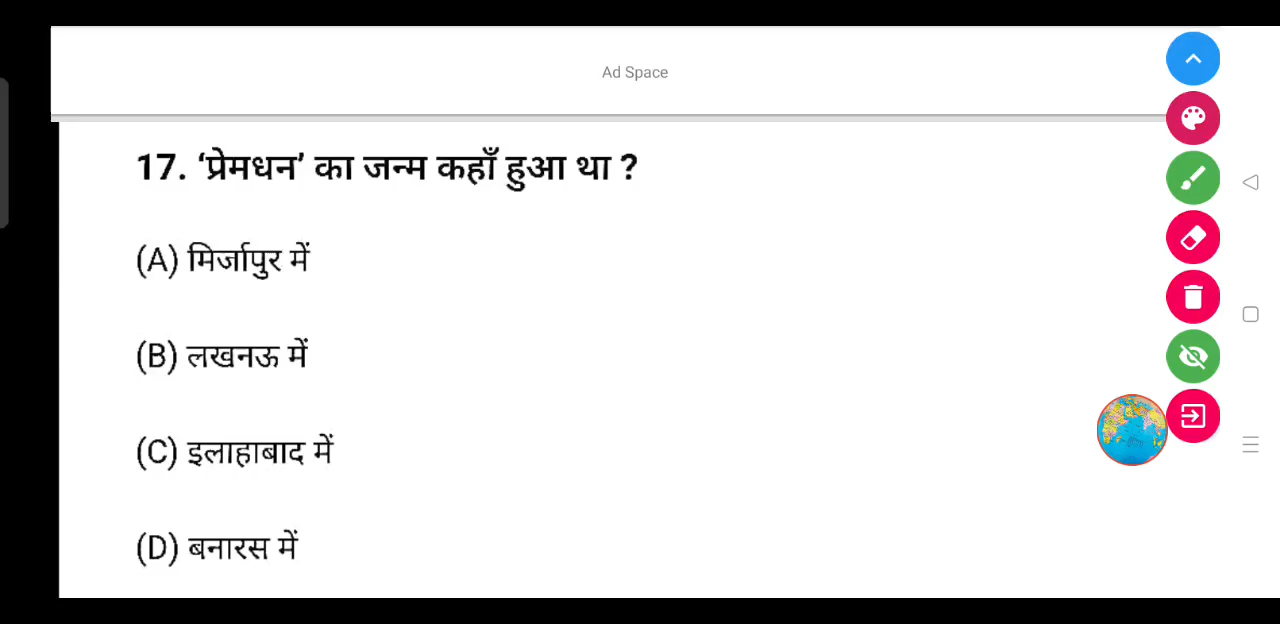 Ad Space
17. ‘प्रेमधन’ का जन्म कहाँ हुआ था ?
(A) मिर्जापुर में
(B) लखनऊ में
(C) इलाहाबाद में
(D) बनारस में